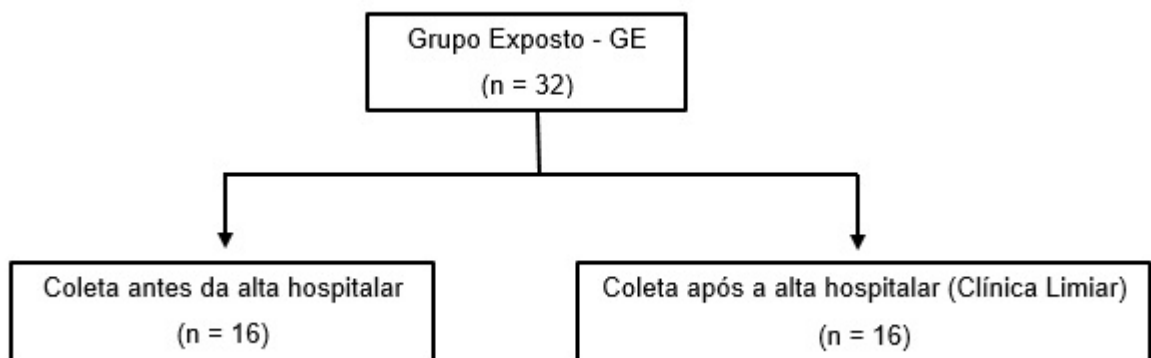 Grupo Exposto - GE
(n = 32)
Coleta antes da alta hospitalar
(n = 16)
Coleta após a alta hospitalar (Clínica Limiar)
(n = 16)